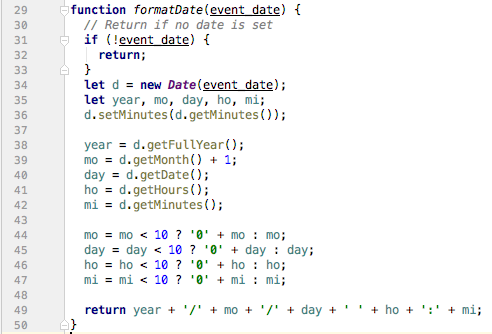 29 function formatDate(event_date) {
30 // Return if no date is set
31 if (!event_date) {
32 return;
33 }
34 let d = new Date(event_date);
35 let year, mo, day, ho, mi;
36 d.setMinutes(d.getMinutes());
37
38 year = d.getFullYear();
39 mo = d.getMonth() + 1;
40 day = d.getDate();
41 ho = d.getHours();
42 mi = d.getMinutes();
43
44 mo = mo < 10 ? '0' + mo : mo;
45 day = day < 10 ? '0' + day : day;
46 ho = ho < 10 ? '0' + ho : ho;
47 mi = mi < 10 ? '0' + mi : mi;
48
49 return year + '/' + mo + '/' + day + ' ' + ho + ':' + mi;
50 }